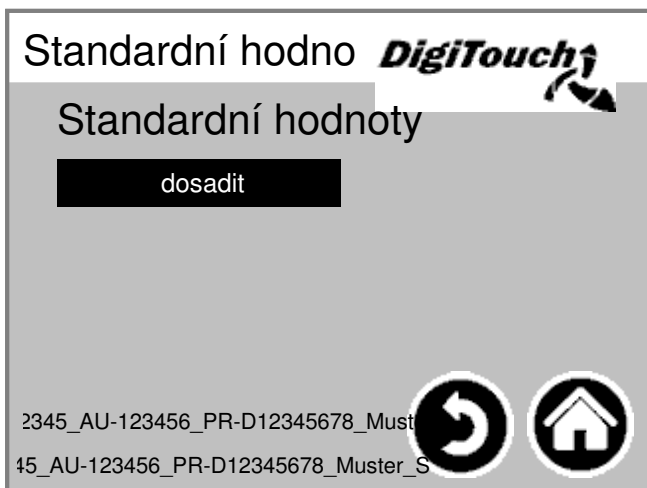 Standardní hodno
DigiTouch
Standardní hodnoty
dosadit
2345_AU-123456_PR-D12345678_Must
45_AU-123456_PR-D12345678_Muster_S